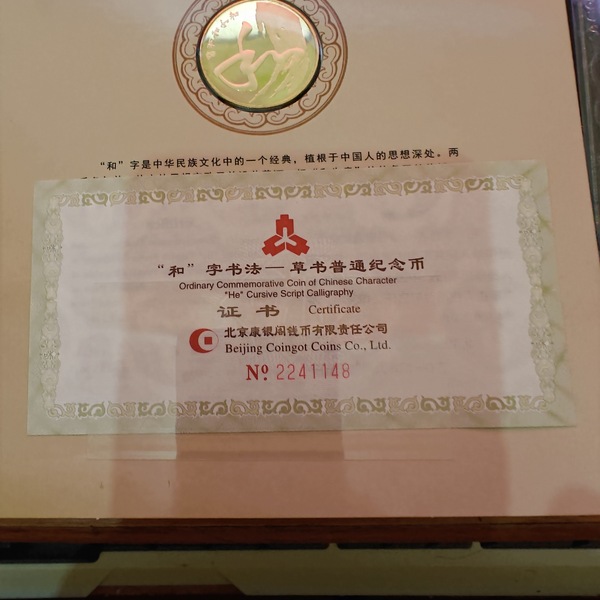 “和”字是中华民族文化中的一个经典，植根于中国人的思想深处。两
“和”字书法—草书普通纪念币
Ordinary Commemorative Coin of Chinese Character
"He" Cursive Script Calligraphy
证书 Certificate
北京康银阁钱币有限责任公司
Beijing Coingot Coins Co., Ltd.
Nº 2241148